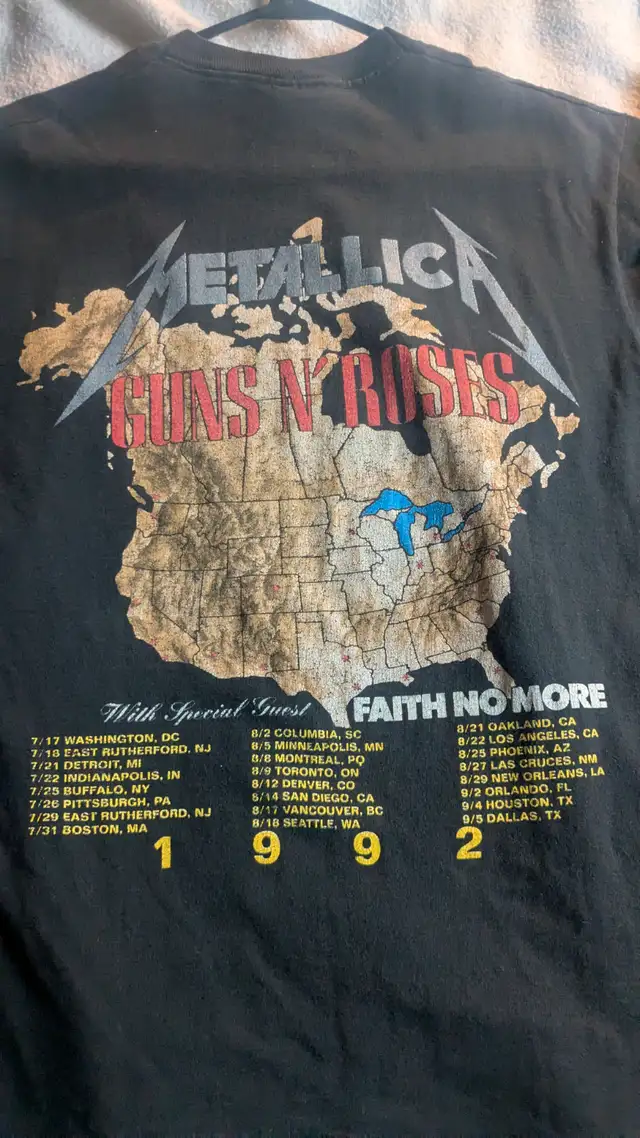 METALLICA
GUNS N' ROSES
With Special Guest FAITH NO MORE
7/17 WASHINGTON, DC
7/18 EAST RUTHERFORD, NJ
7/21 DETROIT, MI
7/22 INDIANAPOLIS, IN
7/25 BUFFALO, NY
7/26 PITTSBURGH, PA
7/29 EAST RUTHERFORD, NJ
7/31 BOSTON, MA
8/2 COLUMBIA, SC
8/5 MINNEAPOLIS, MN
8/8 MONTREAL, PQ
8/9 TORONTO, ON
8/12 DENVER, CO
8/14 SAN DIEGO, CA
8/17 VANCOUVER, BC
8/18 SEATTLE, WA
8/21 OAKLAND, CA
8/22 LOS ANGELES, CA
8/25 PHOENIX, AZ
8/27 LAS CRUCES, NM
8/29 NEW ORLEANS, LA
9/2 ORLANDO, FL
9/4 HOUSTON, TX
9/5 DALLAS, TX
1 9 9 2